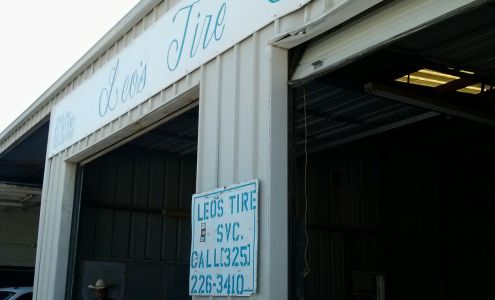 Leo's Tire
LEO'S TIRE
SVC.
CALL[325]
226-3410